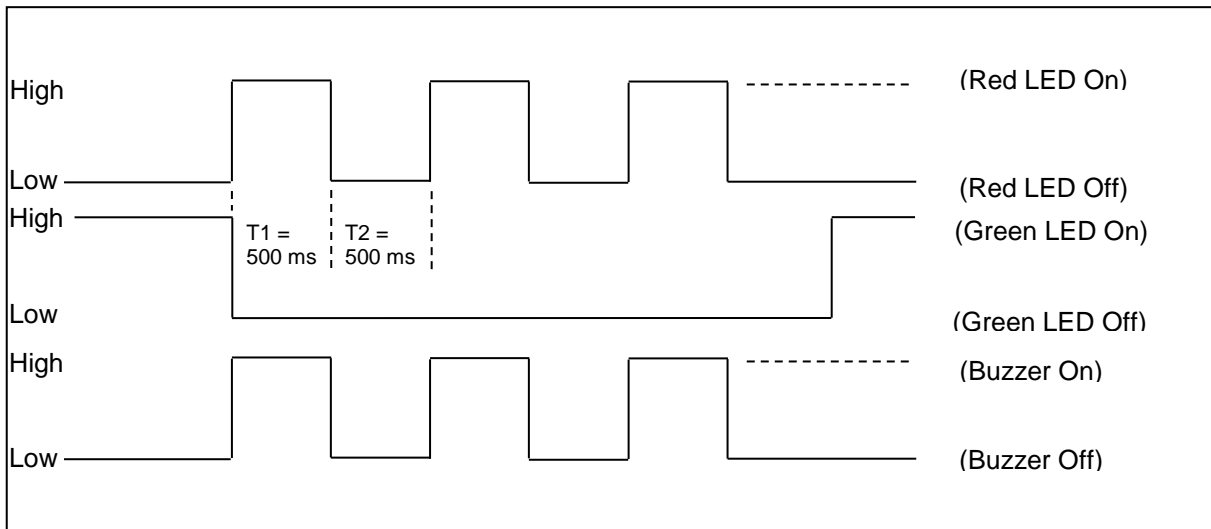 High
(Red LED On)
Low
(Red LED Off)
High
T1 =
500 ms
T2 =
500 ms
(Green LED On)
Low
(Green LED Off)
High
(Buzzer On)
Low
(Buzzer Off)